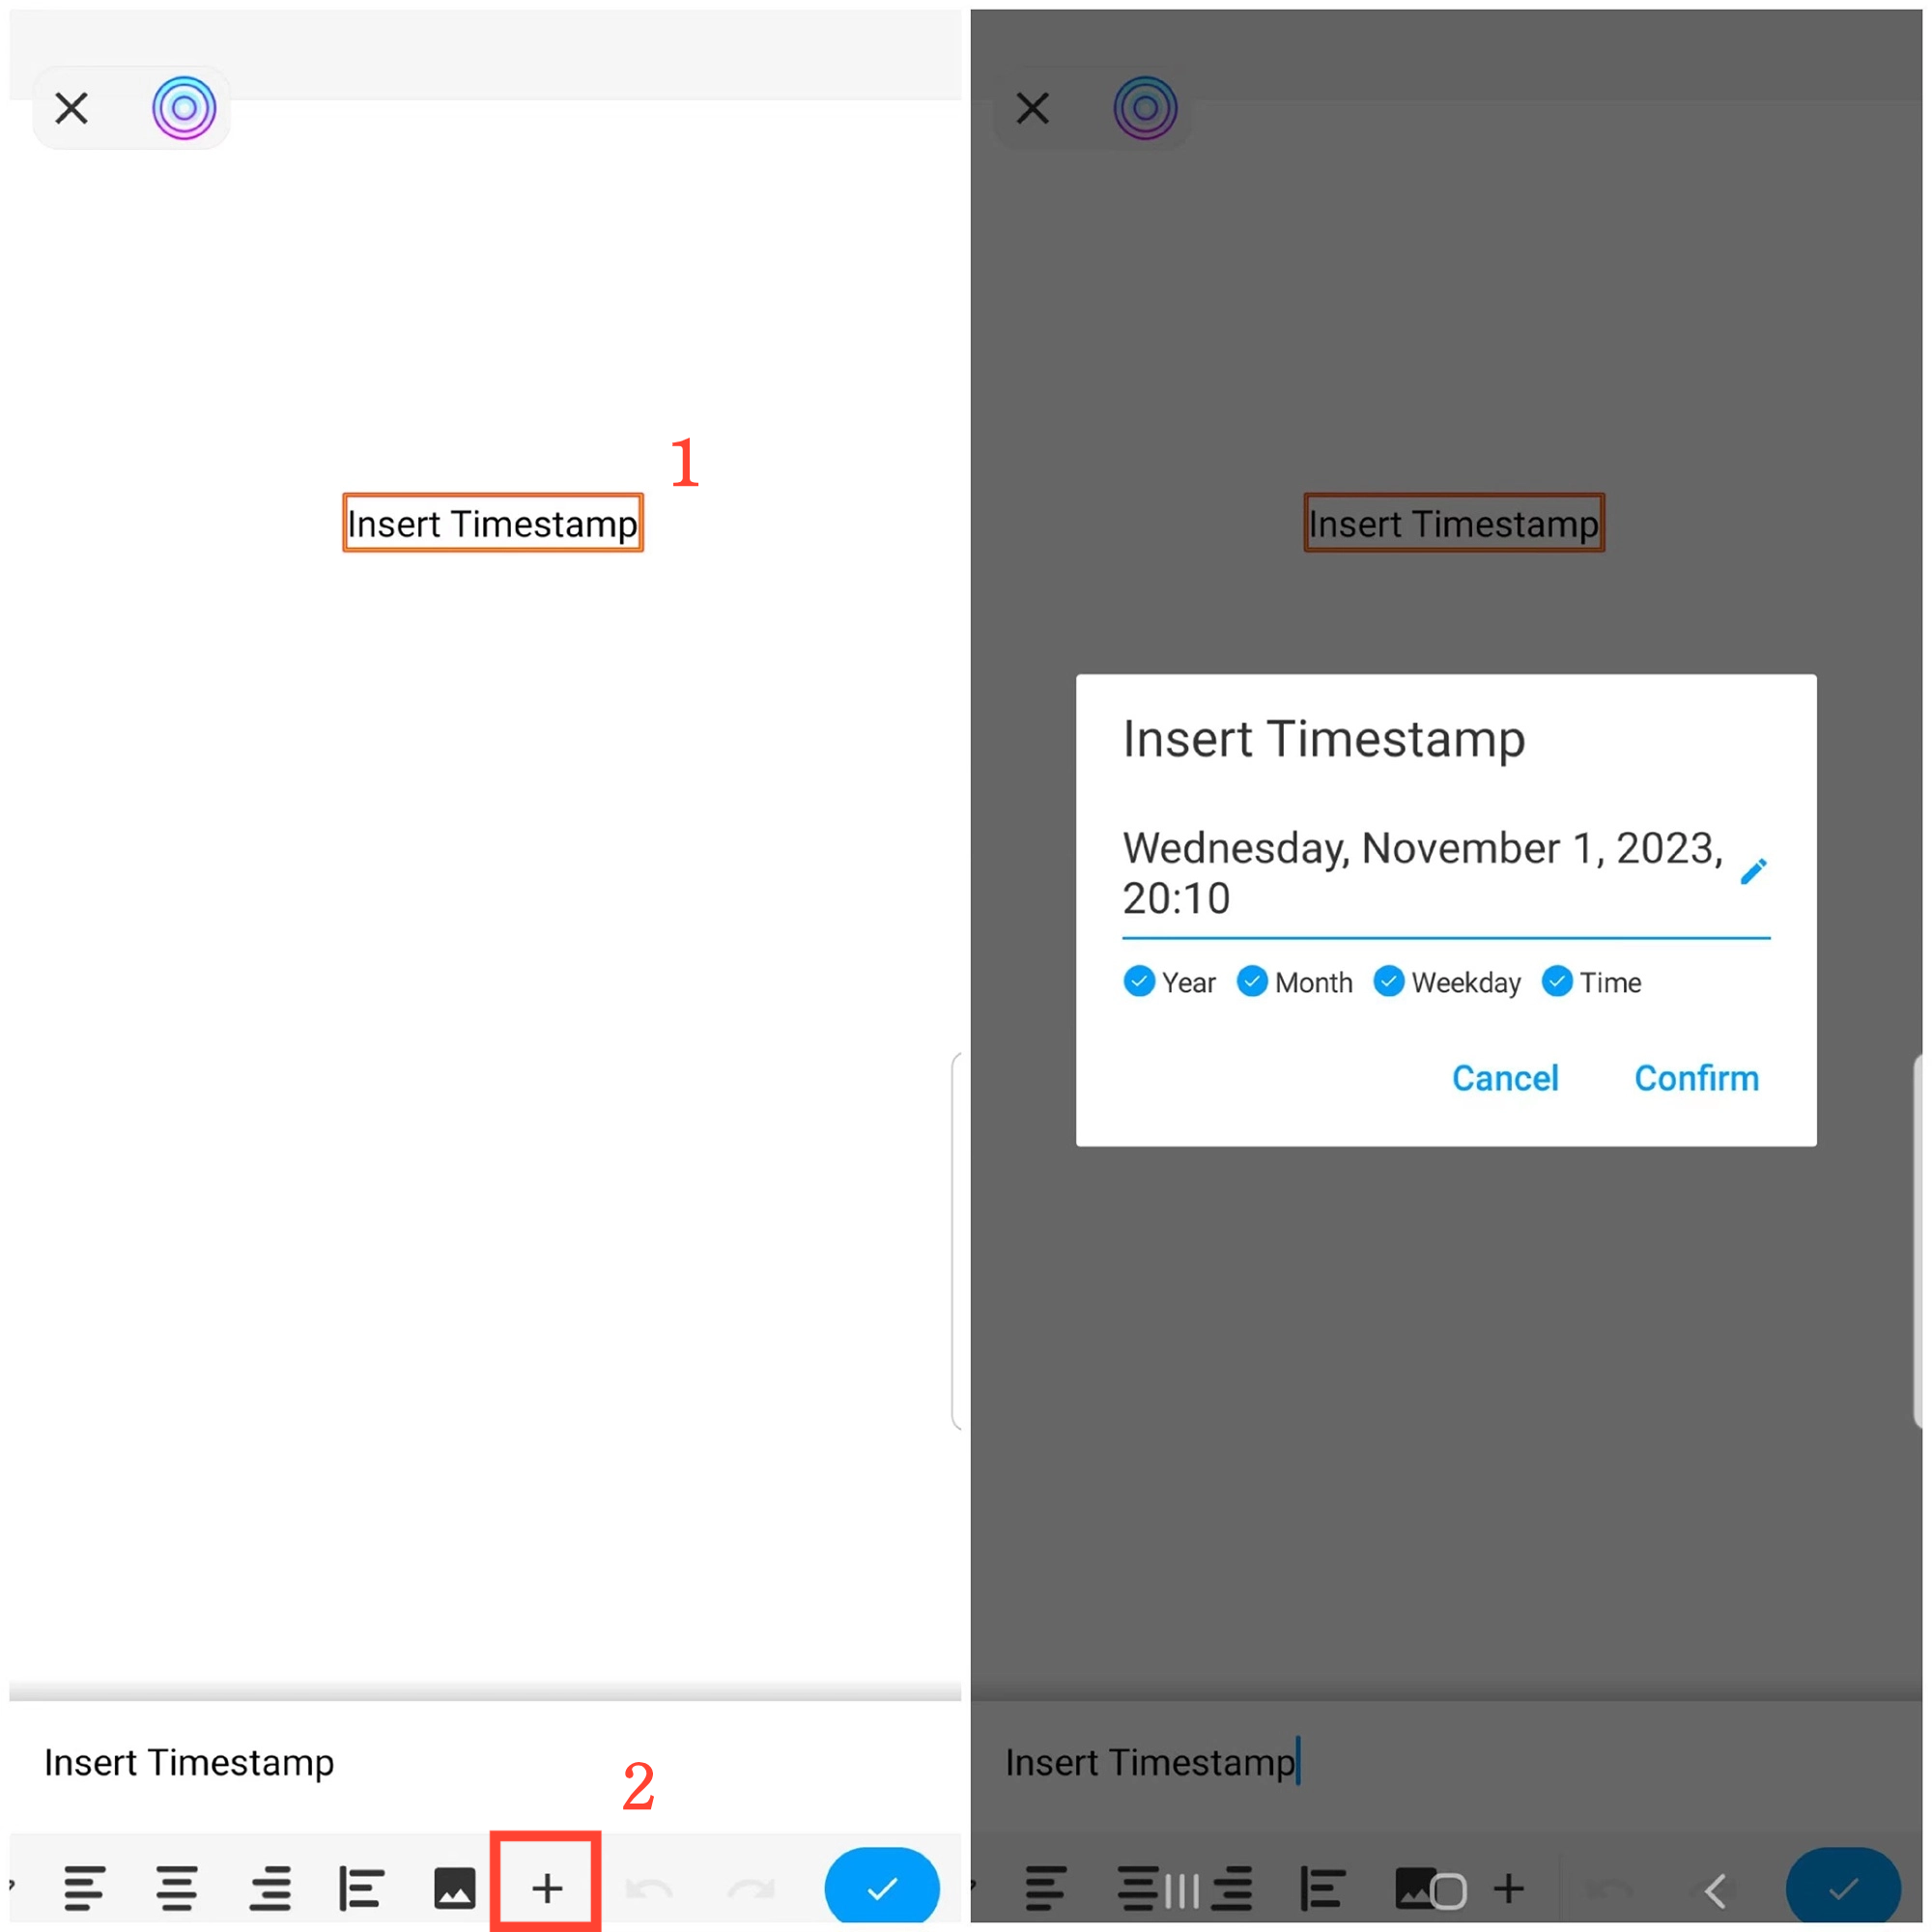 1
Insert Timestamp
Insert Timestamp
2
Insert Timestamp
Insert Timestamp
Wednesday, November 1, 2023,
20:10
Year Month Weekday Time
Cancel Confirm
Insert Timestamp